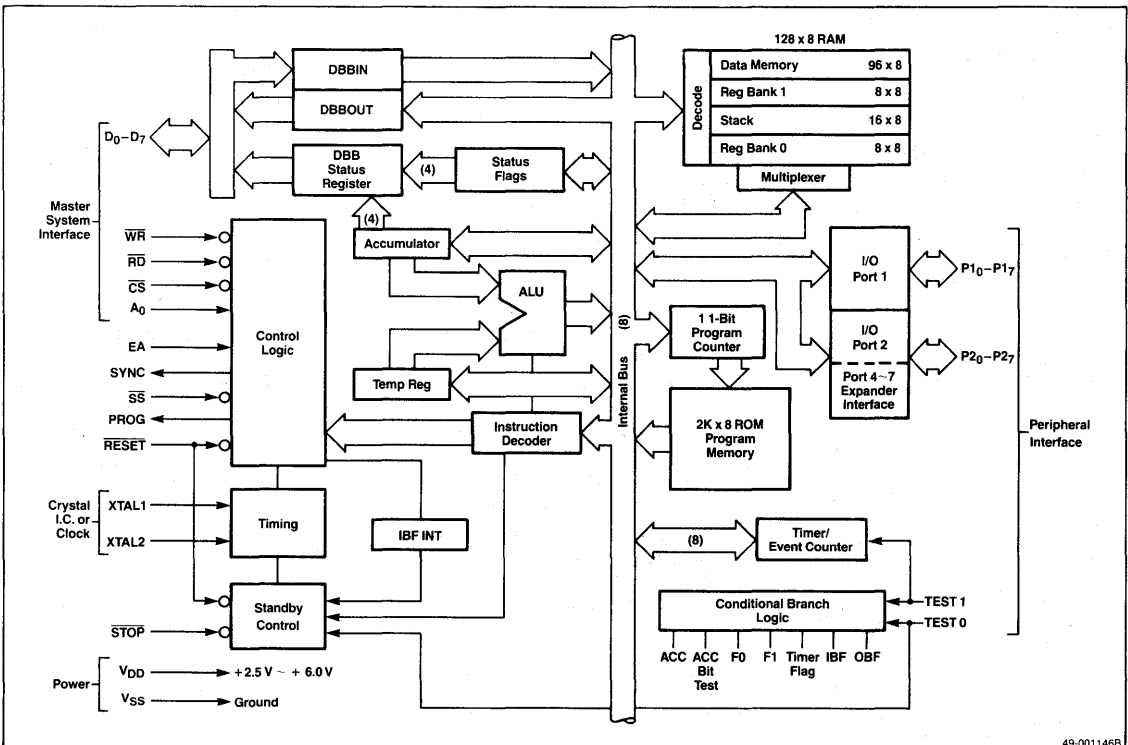 128 x 8 RAM
DBBIN
DBBOUT
Decode
Data Memory 96 x 8
Reg Bank 1 8 x 8
Stack 16 x 8
Reg Bank 0 8 x 8
Multiplexer
D0–D7
DBB
Status
Register
(4)
Status
Flags
Master
System
Interface
(4)
Accumulator
WR
RD
CS
A0
EA
SYNC
SS
PROG
RESET
Control
Logic
ALU
Temp Reg
Instruction
Decoder
Internal Bus
(8)
1 1-Bit
Program
Counter
2K x 8 ROM
Program
Memory
I/O
Port 1
P10–P17
I/O
Port 2
P20–P27
Port 4~7
Expander
Interface
Peripheral
Interface
Crystal
I.C. or
Clock
XTAL1
XTAL2
Timing
IBF INT
(8)
Timer/
Event Counter
STOP
Standby
Control
Conditional Branch
Logic
TEST 1
TEST 0
ACC
ACC
Bit
Test
F0
F1
Timer
Flag
IBF
OBF
Power
VDD
+2.5 V ~ + 6.0 V
VSS
Ground
49-001146B